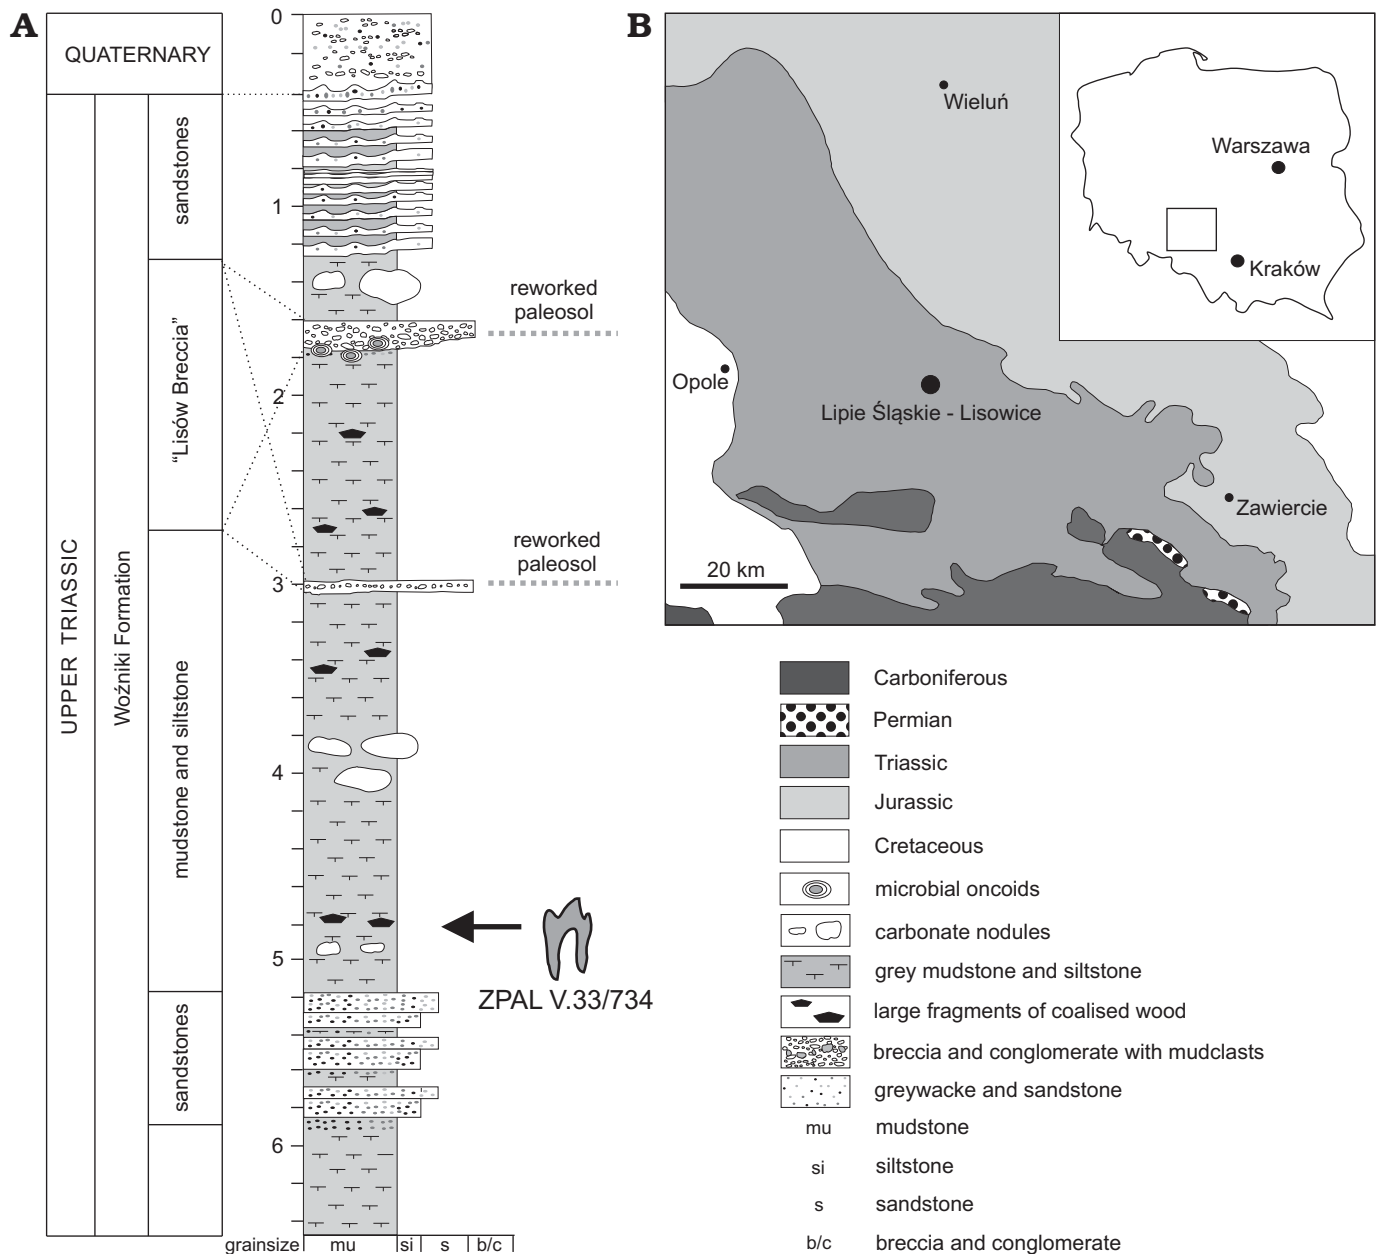 A
QUATERNARY
UPPER TRIASSIC
Woźniki Formation
sandstones
"Lisów Breccia”
mudstone and siltstone
sandstones
0
1
2
3
4
5
6
reworked
paleosol
reworked
paleosol
ZPAL V.33/734
grainsize mu si s b/c
B
Wieluń
Warszawa
Kraków
Opole
Lipie Śląskie - Lisowice
Zawiercie
20 km
Carboniferous
Permian
Triassic
Jurassic
Cretaceous
microbial oncoids
carbonate nodules
grey mudstone and siltstone
large fragments of coalised wood
breccia and conglomerate with mudclasts
greywacke and sandstone
mu mudstone
si siltstone
s sandstone
b/c breccia and conglomerate